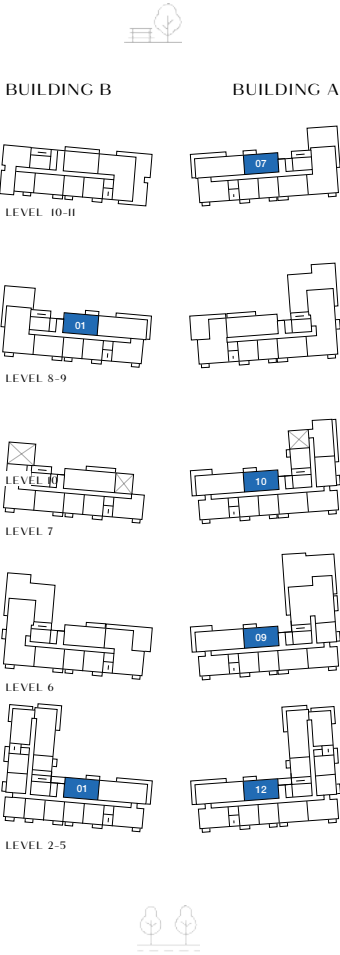 BUILDING B
BUILDING A
07
LEVEL 10-11
01
LEVEL 8-9
LEVEL 10
10
LEVEL 7
09
LEVEL 6
01
12
LEVEL 2-5